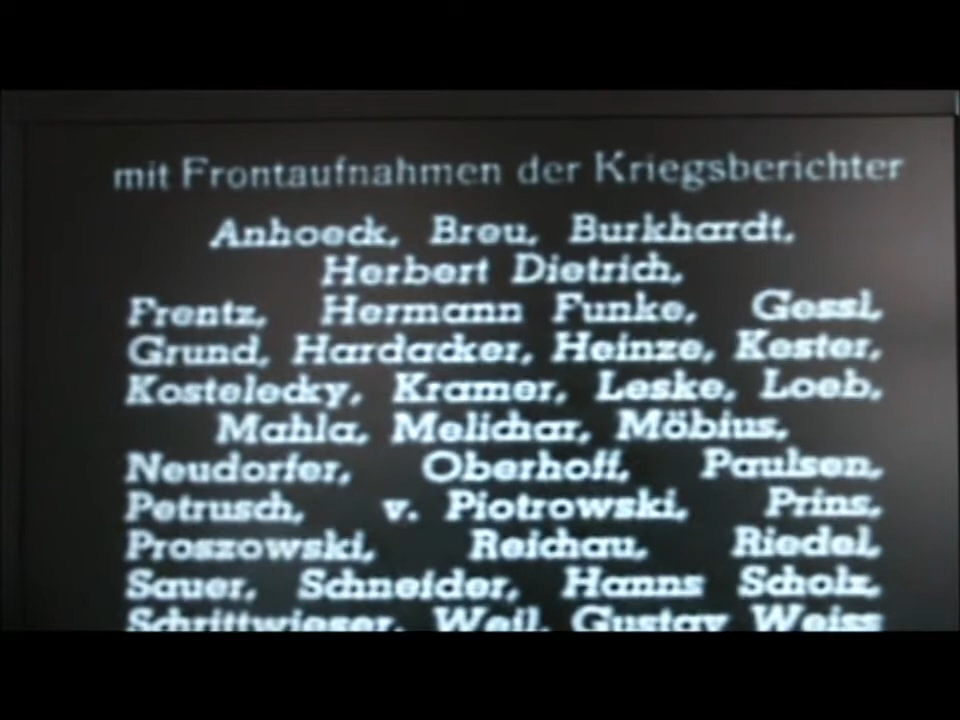 mit Frontaufnahmen der Kriegsberichter
Anhoeck, Breu, Burkhardt,
Herbert Dietrich,
Frentz, Hermann Funke, Gessl,
Grund, Hardacker, Heinze, Kester,
Kostelecky, Kramer, Leske, Loeb,
Mahla, Melichar, Möbius,
Neudorfer, Oberhoff, Paulsen,
Petrusch, v. Piotrowski, Prins,
Proszowski, Reichau, Riedel,
Sauer, Schneider, Hanns Scholz,
Schrittwieser, Weil, Gustav Weiss